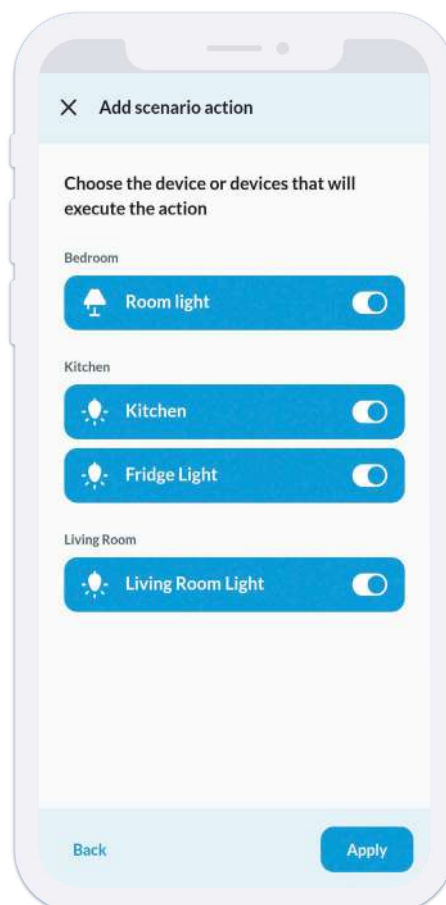 Add scenario action
Choose the device or devices that will
execute the action
Bedroom
Room light
Kitchen
Kitchen
Fridge Light
Living Room
Living Room Light
Back
Apply